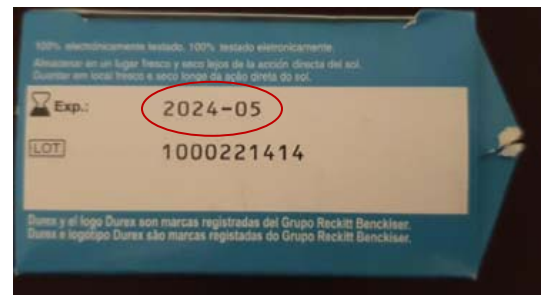 100% electrónicamente testado. 100% testado eletronicamente.
Almacenar en un lugar fresco y seco lejos de la acción directa del sol.
Guardar em local fresco e seco longe da ação direta do sol.
Exp.: 2024-05
LOT 1000221414
Durex y el logo Durex son marcas registradas del Grupo Reckitt Benckiser.
Durex e logótipo Durex são marcas registadas do Grupo Reckitt Benckiser.